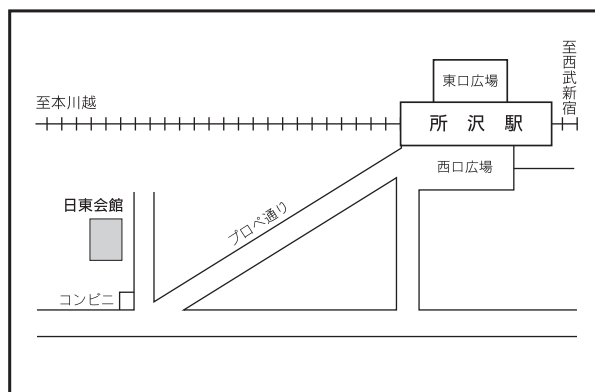 東口広場
至西武新宿
至本川越
所沢駅
西口広場
日東会館
プロペ通り
コンビニ